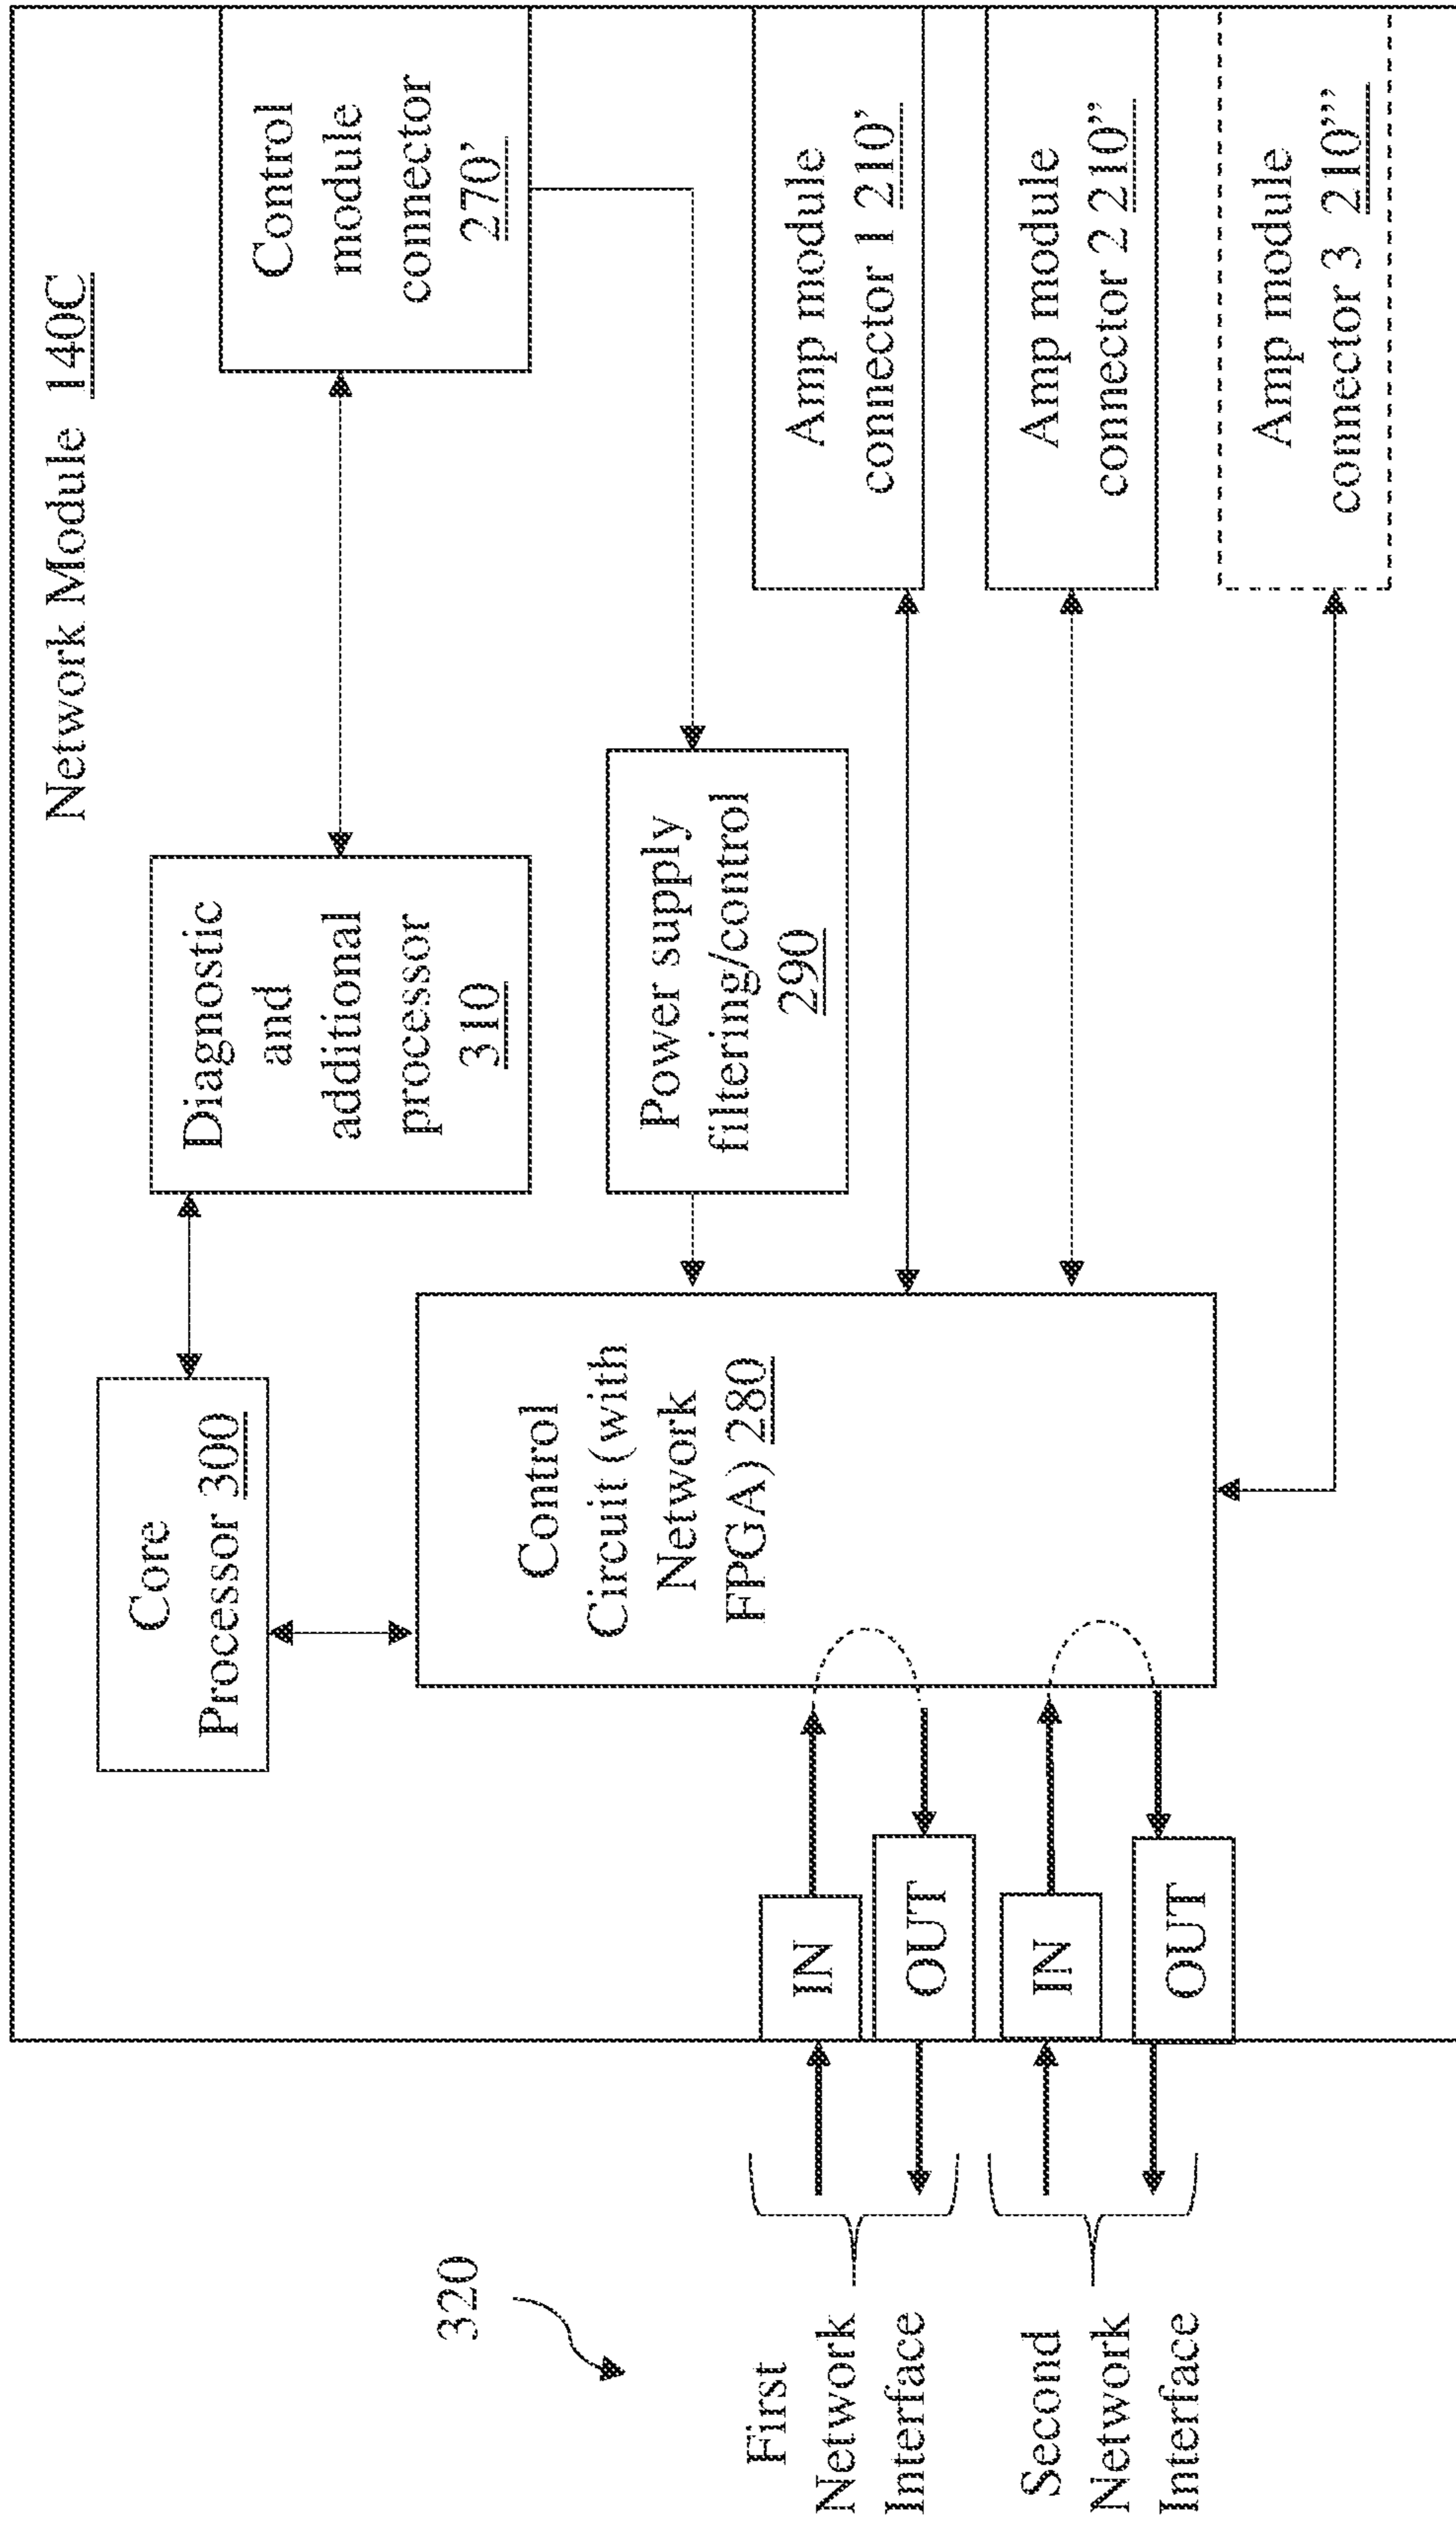 Network Module 140C
Core
Processor 300
Diagnostic
and
additional
processor
310
Control
module
connector
270’
320
Control
Circuit (with
Network
FPGA) 280
Power supply
filtering/control
290
First
Network
Interface
IN
OUT
Second
Network
Interface
IN
OUT
Amp module
connector 1 210’
Amp module
connector 2 210’’
Amp module
connector 3 210’’’